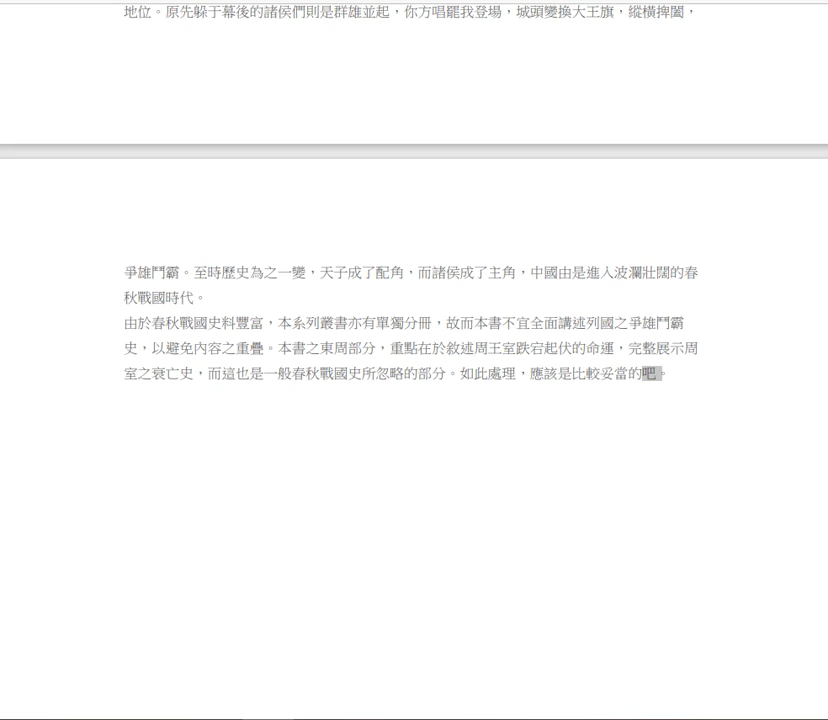 地位。原先躲于幕後的諸侯們則是群雄並起，你方唱罷我登場，城頭變換大王旗，縱橫捭闔，
爭雄鬥霸。至時歷史為之一變，天子成了配角，而諸侯成了主角，中國由是進入波瀾壯闊的春
秋戰國時代。
由於春秋戰國史料豐富，本系列叢書亦有單獨分冊，故而本書不宜全面講述列國之爭雄鬥霸
史，以避免內容之重疊。本書之東周部分，重點在於敘述周王室跌宕起伏的命運，完整展示周
室之衰亡史，而這也是一般春秋戰國史所忽略的部分。如此處理，應該是比較妥當的吧。